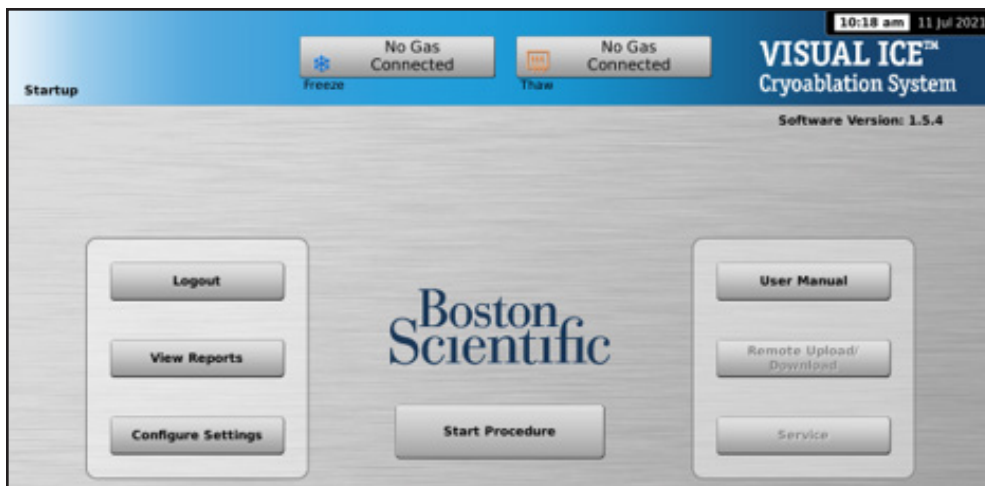 10:18 am 11 Jul 2021
No Gas
Connected
Freeze
No Gas
Connected
Thaw
VISUAL ICE™
Cryoablation System
Startup
Software Version: 1.5.4
Logout
View Reports
Configure Settings
Boston
Scientific
Start Procedure
User Manual
Remote Upload/
Download
Service